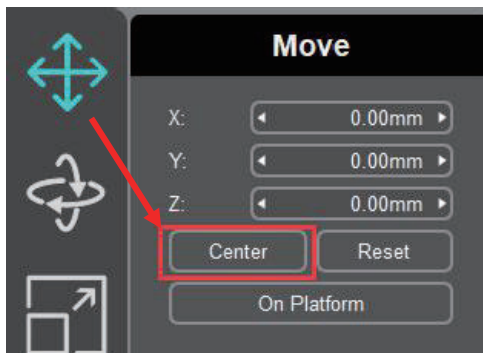 Move
X: 0.00mm
Y: 0.00mm
Z: 0.00mm
Center Reset
On Platform